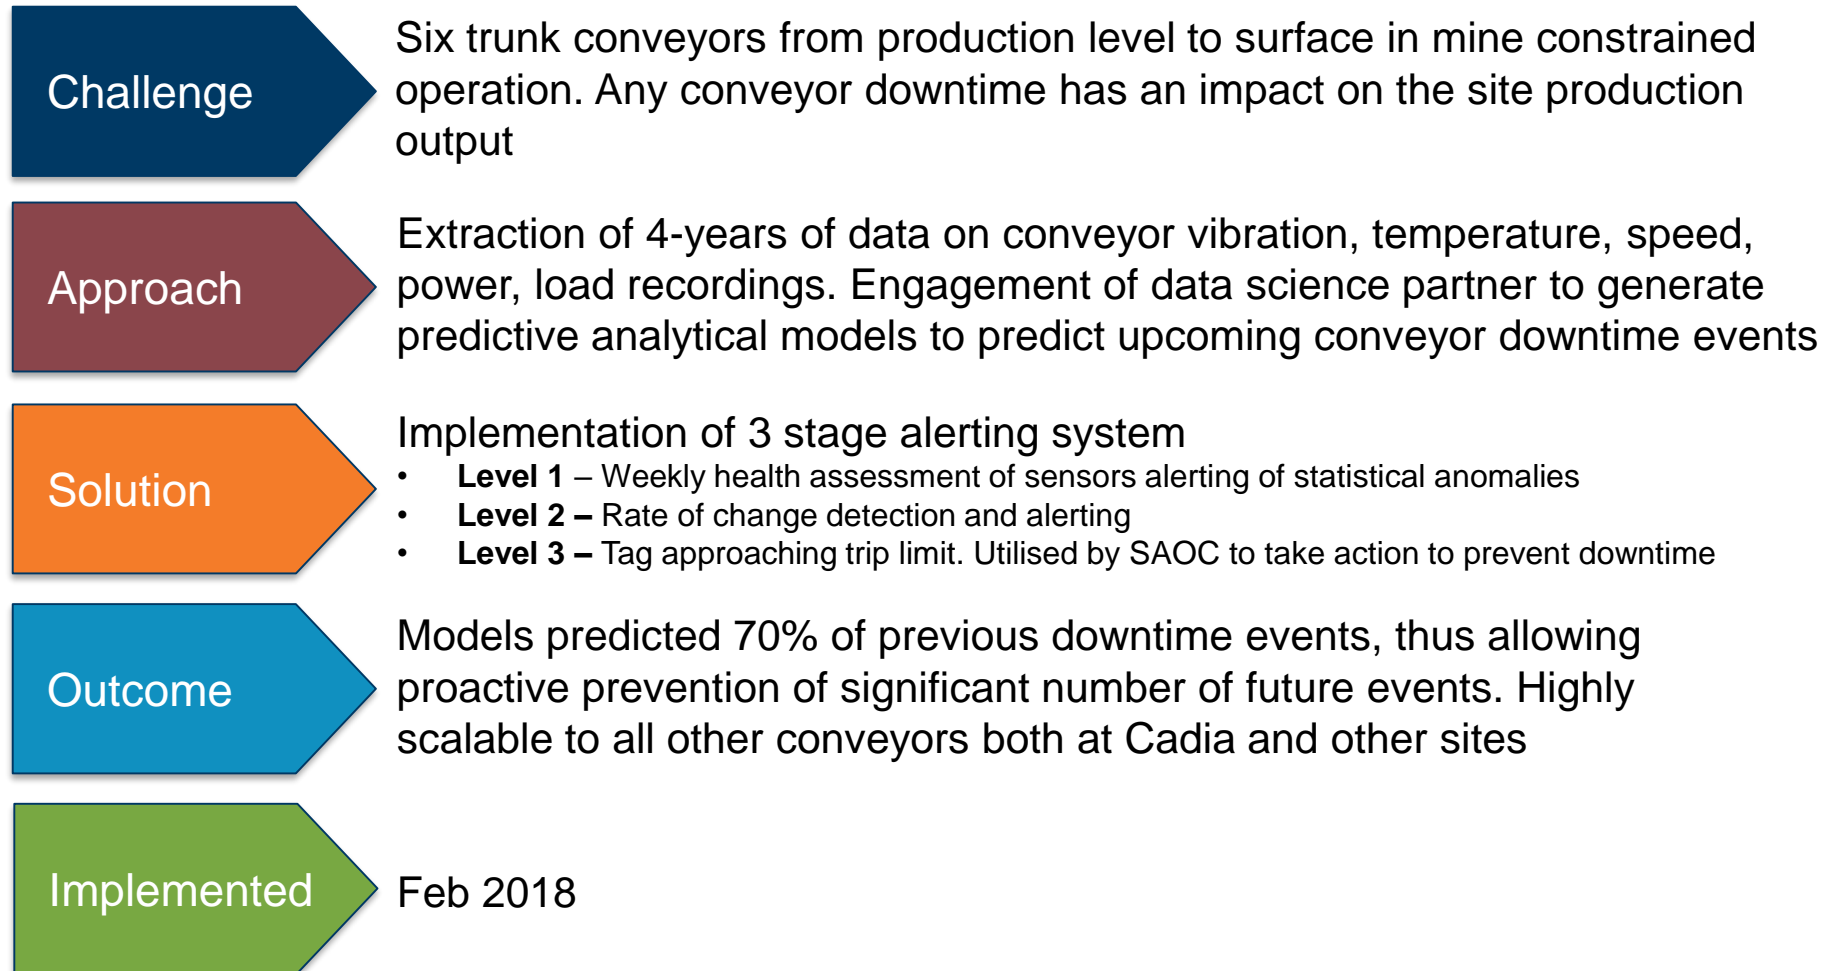 Challenge
Six trunk conveyors from production level to surface in mine constrained
operation. Any conveyor downtime has an impact on the site production
output
Approach
Extraction of 4-years of data on conveyor vibration, temperature, speed,
power, load recordings. Engagement of data science partner to generate
predictive analytical models to predict upcoming conveyor downtime events
Solution
Implementation of 3 stage alerting system
• Level 1 – Weekly health assessment of sensors alerting of statistical anomalies
• Level 2 – Rate of change detection and alerting
• Level 3 – Tag approaching trip limit. Utilised by SAOC to take action to prevent downtime
Outcome
Models predicted 70% of previous downtime events, thus allowing
proactive prevention of significant number of future events. Highly
scalable to all other conveyors both at Cadia and other sites
Implemented
Feb 2018